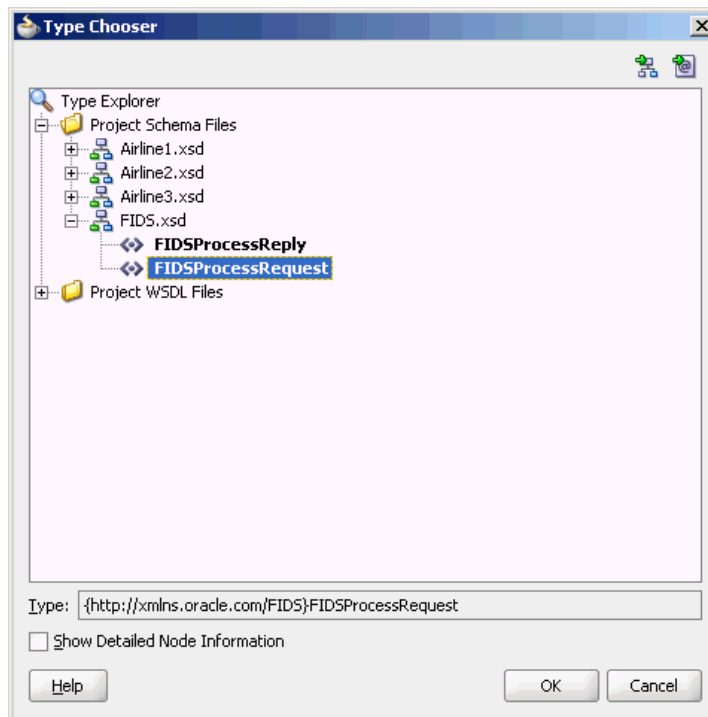 Type Chooser
Type Explorer
Project Schema Files
Airline1.xsd
Airline2.xsd
Airline3.xsd
FIDS.xsd
FIDSProcessReply
FIDSProcessRequest
Project WSDL Files
Type: {http://xmlns.oracle.com/FIDS}FIDSProcessRequest
Show Detailed Node Information
Help OK Cancel